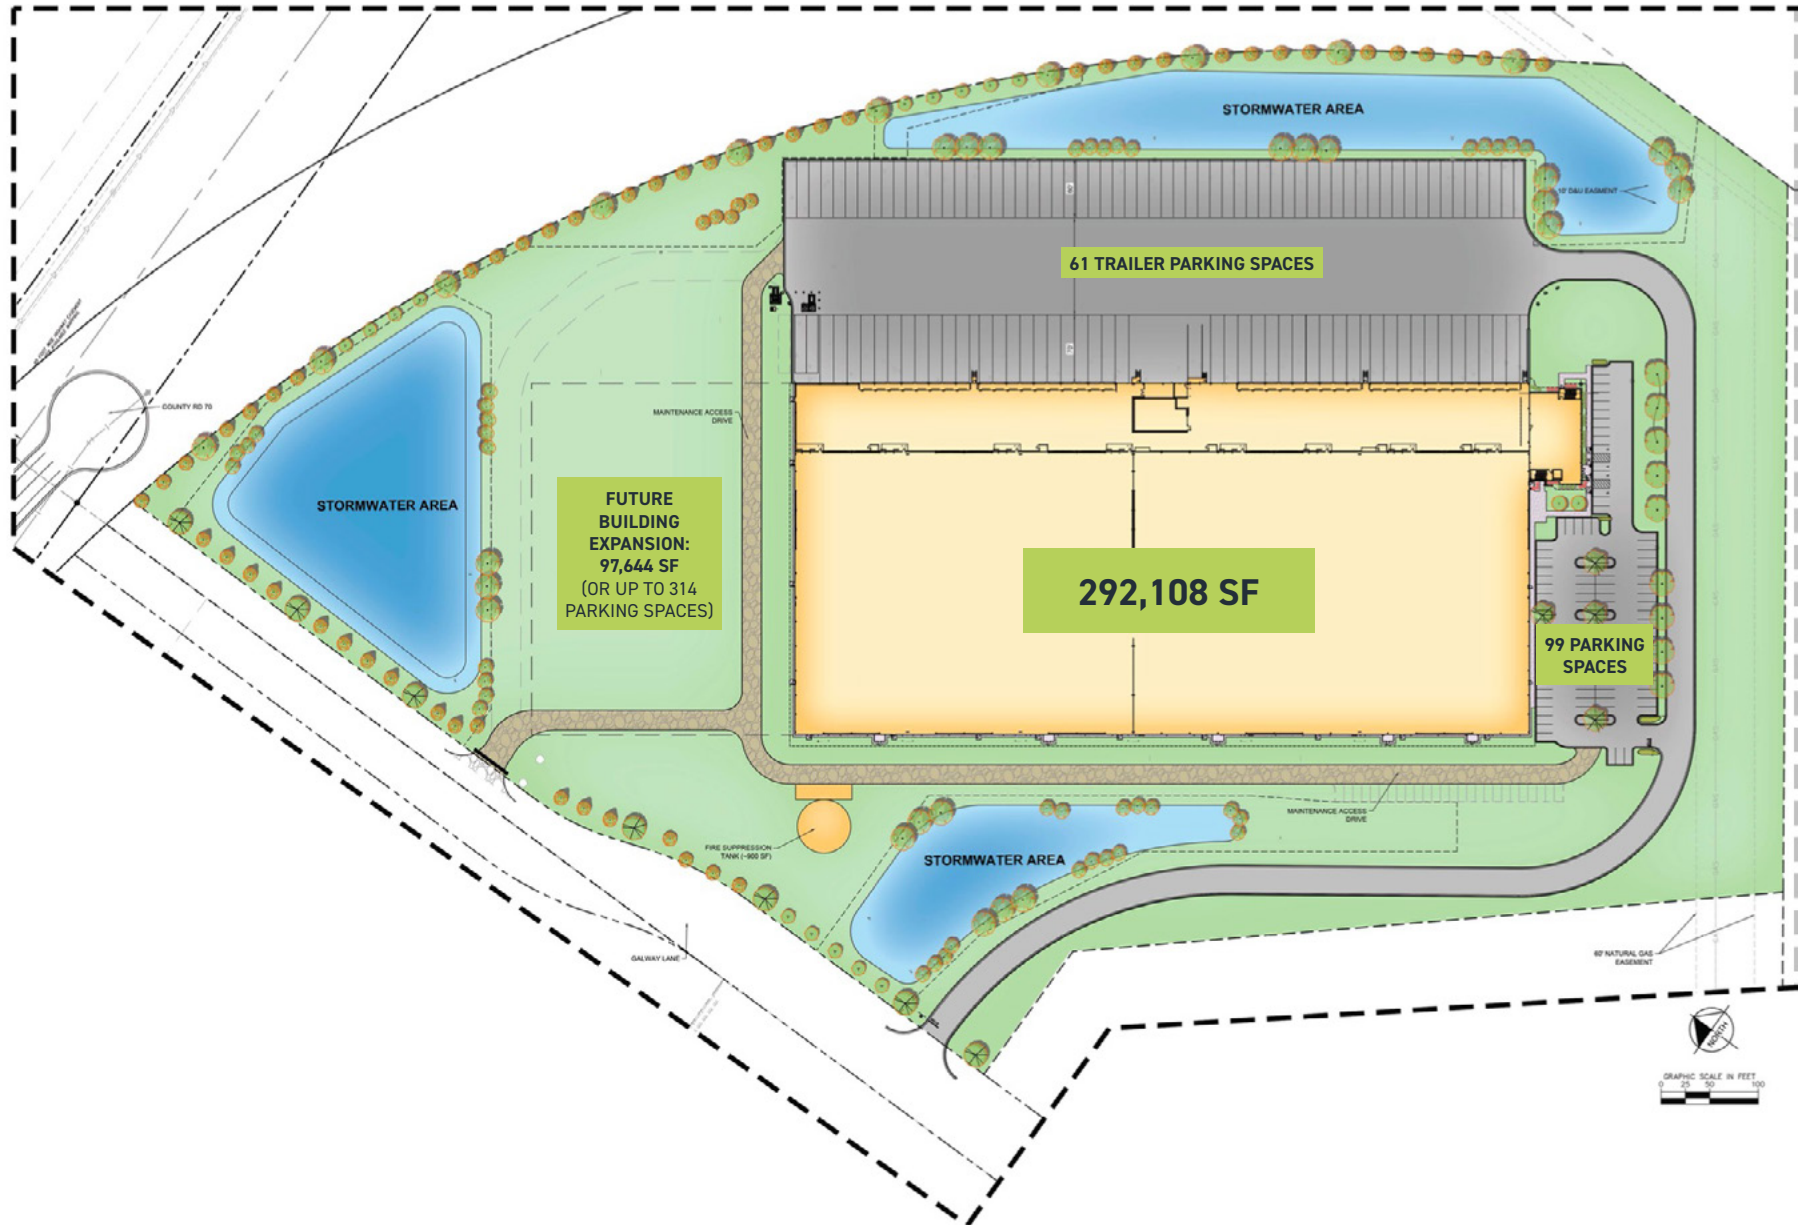 STORMWATER AREA
10' D&U EASMENT
61 TRAILER PARKING SPACES
COUNTY RD 70
MAINTENANCE ACCESS
DRIVE
STORMWATER AREA
FUTURE
BUILDING
EXPANSION:
97,644 SF
(OR UP TO 314
PARKING SPACES)
292,108 SF
99 PARKING
SPACES
MAINTENANCE ACCESS
DRIVE
FIRE SUPPRESSION
TANK (~900 SF)
STORMWATER AREA
GALWAY LANE
60' NATURAL GAS
EASEMENT
NORTH
GRAPHIC SCALE IN FEET
0 25 50 100